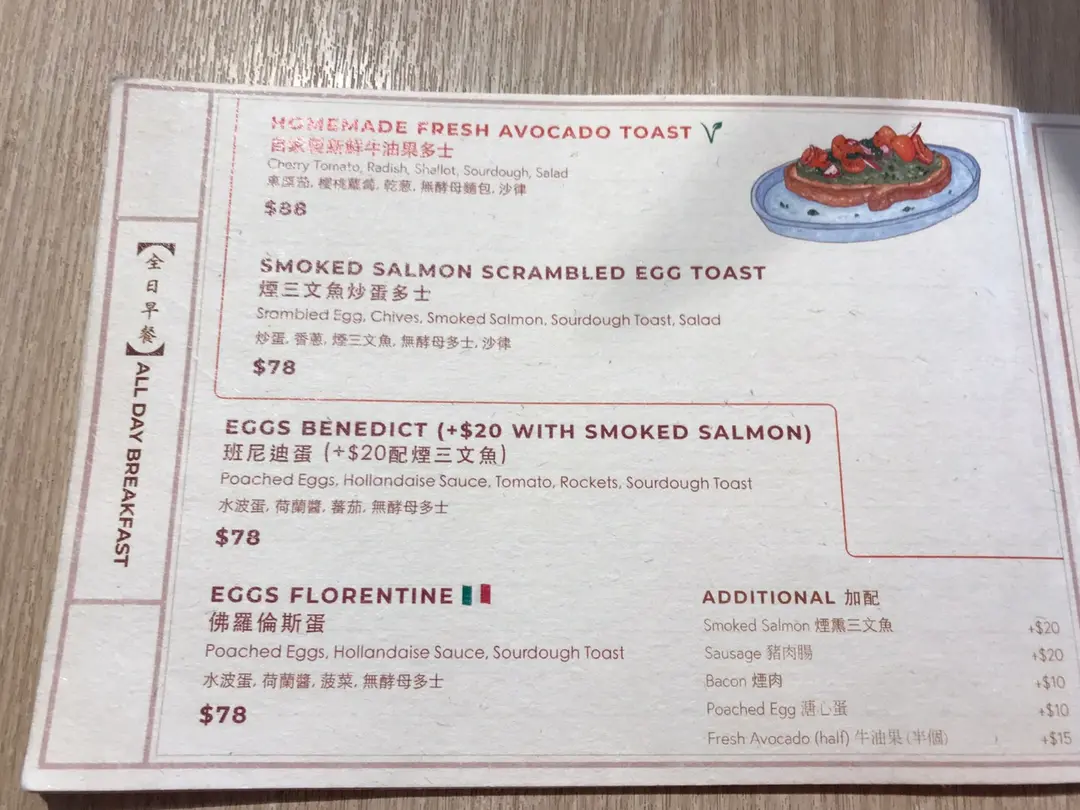 HOMEMADE FRESH AVOCADO TOAST
自家製新鮮牛油果多士
Cherry Tomato, Radish, Shallot, Sourdough, Salad
車厘茄, 櫻桃蘿蔔, 乾蔥, 無酵母麵包, 沙律
$88
SMOKED SALMON SCRAMBLED EGG TOAST
煙三文魚炒蛋多士
Srambled Egg, Chives, Smoked Salmon, Sourdough Toast, Salad
炒蛋, 香蔥, 煙三文魚, 無酵母多士, 沙律
$78
【全日早餐】ALL DAY BREAKFAST
EGGS BENEDICT (+$20 WITH SMOKED SALMON)
班尼迪蛋 (+$20配煙三文魚)
Poached Eggs, Hollandaise Sauce, Tomato, Rockets, Sourdough Toast
水波蛋, 荷蘭醬, 蕃茄, 無酵母多士
$78
EGGS FLORENTINE
佛羅倫斯蛋
Poached Eggs, Hollandaise Sauce, Sourdough Toast
水波蛋, 荷蘭醬, 菠菜, 無酵母多士
$78
ADDITIONAL 加配
Smoked Salmon 煙熏三文魚 +$20
Sausage 豬肉腸 +$20
Bacon 煙肉 +$10
Poached Egg 溏心蛋 +$10
Fresh Avocado (half) 牛油果 (半個) +$15